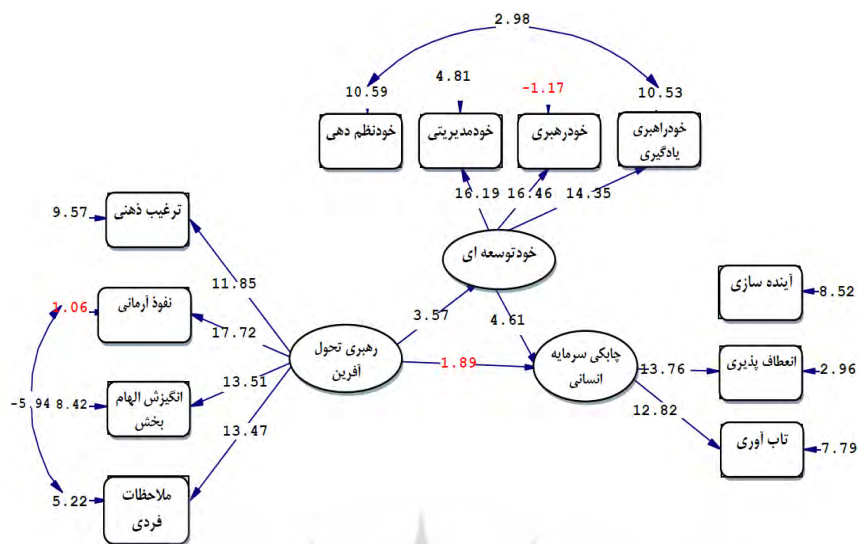 2.98
10.59
4.81
-1.17
10.53
خودنظم دهی
خودمدیریتی
خودرهبری
خودراهبری
یادگیری
16.19
16.46
14.35
9.57
ترغیب ذهنی
خودتوسعه ای
آینده سازی
8.52
11.85
1.06
نفوذ آرمانی
17.72
3.57
4.61
رهبری تحول
آفرین
1.89
چابکی سرمایه
انسانی
13.76
انعطاف پذیری
2.96
13.51
-5.94
8.42
انگیزش الهام
بخش
12.82
13.47
تاب آوری
7.79
5.22
ملاحظات
فردی